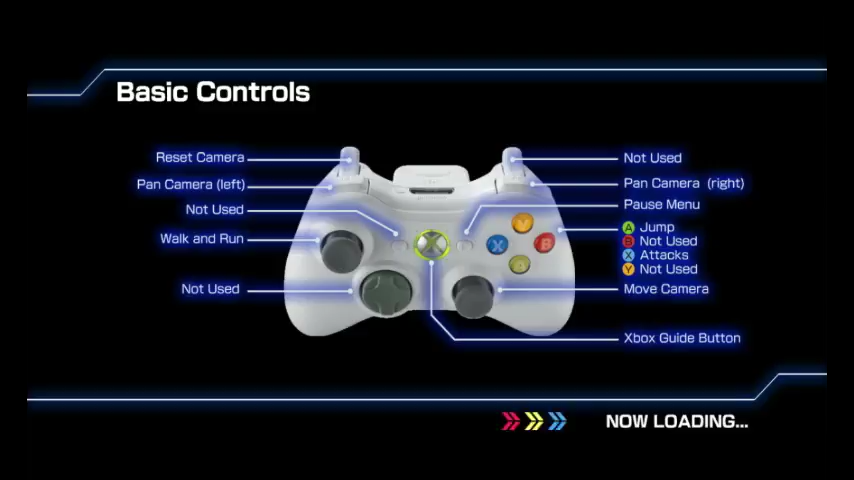 Basic Controls
Reset Camera
Pan Camera (left)
Not Used
Walk and Run
Not Used
Not Used
Pan Camera (right)
Pause Menu
A Jump
B Not Used
X Attacks
Y Not Used
Move Camera
Xbox Guide Button
X
Y
B
A
NOW LOADING...